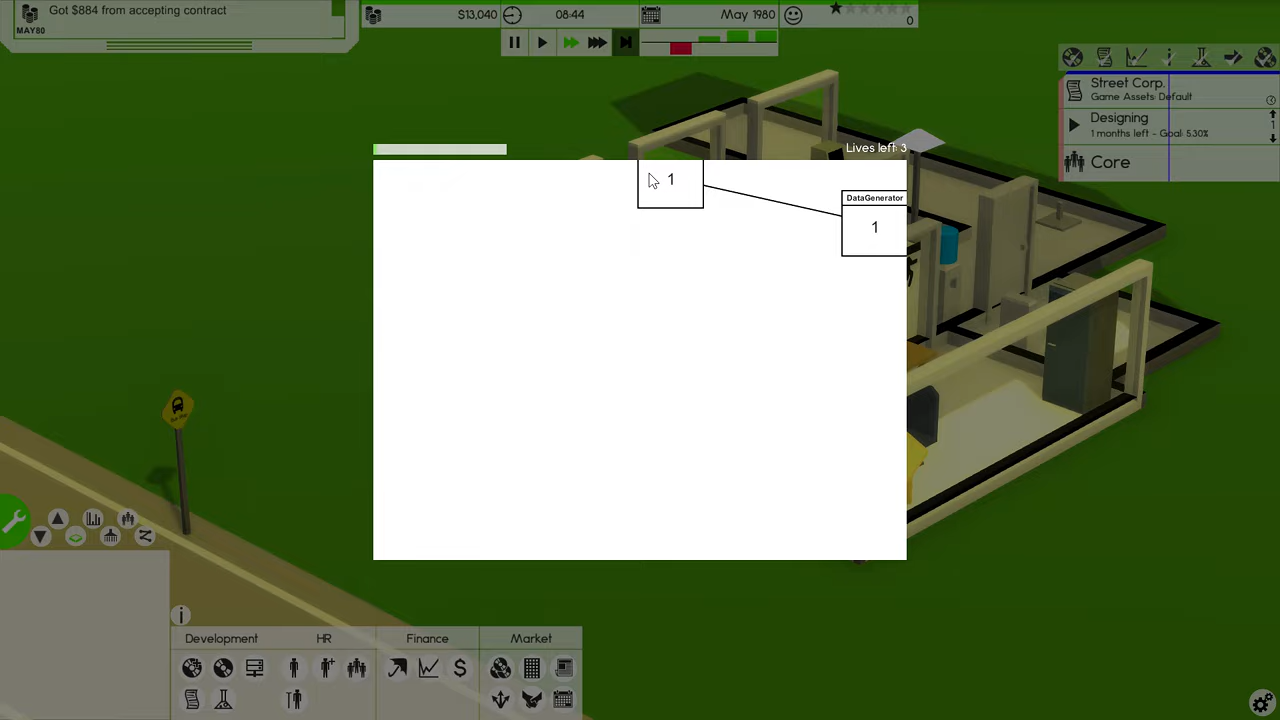 Got $884 from accepting contract
MAY80
$13,040
08:44
May 1980
0
Street Corp.
Game Assets: Default
Designing
1 months left - Goal: 530%
1
Core
Lives left: 3
1
DataGenerator
1
Development
HR
Finance
Market